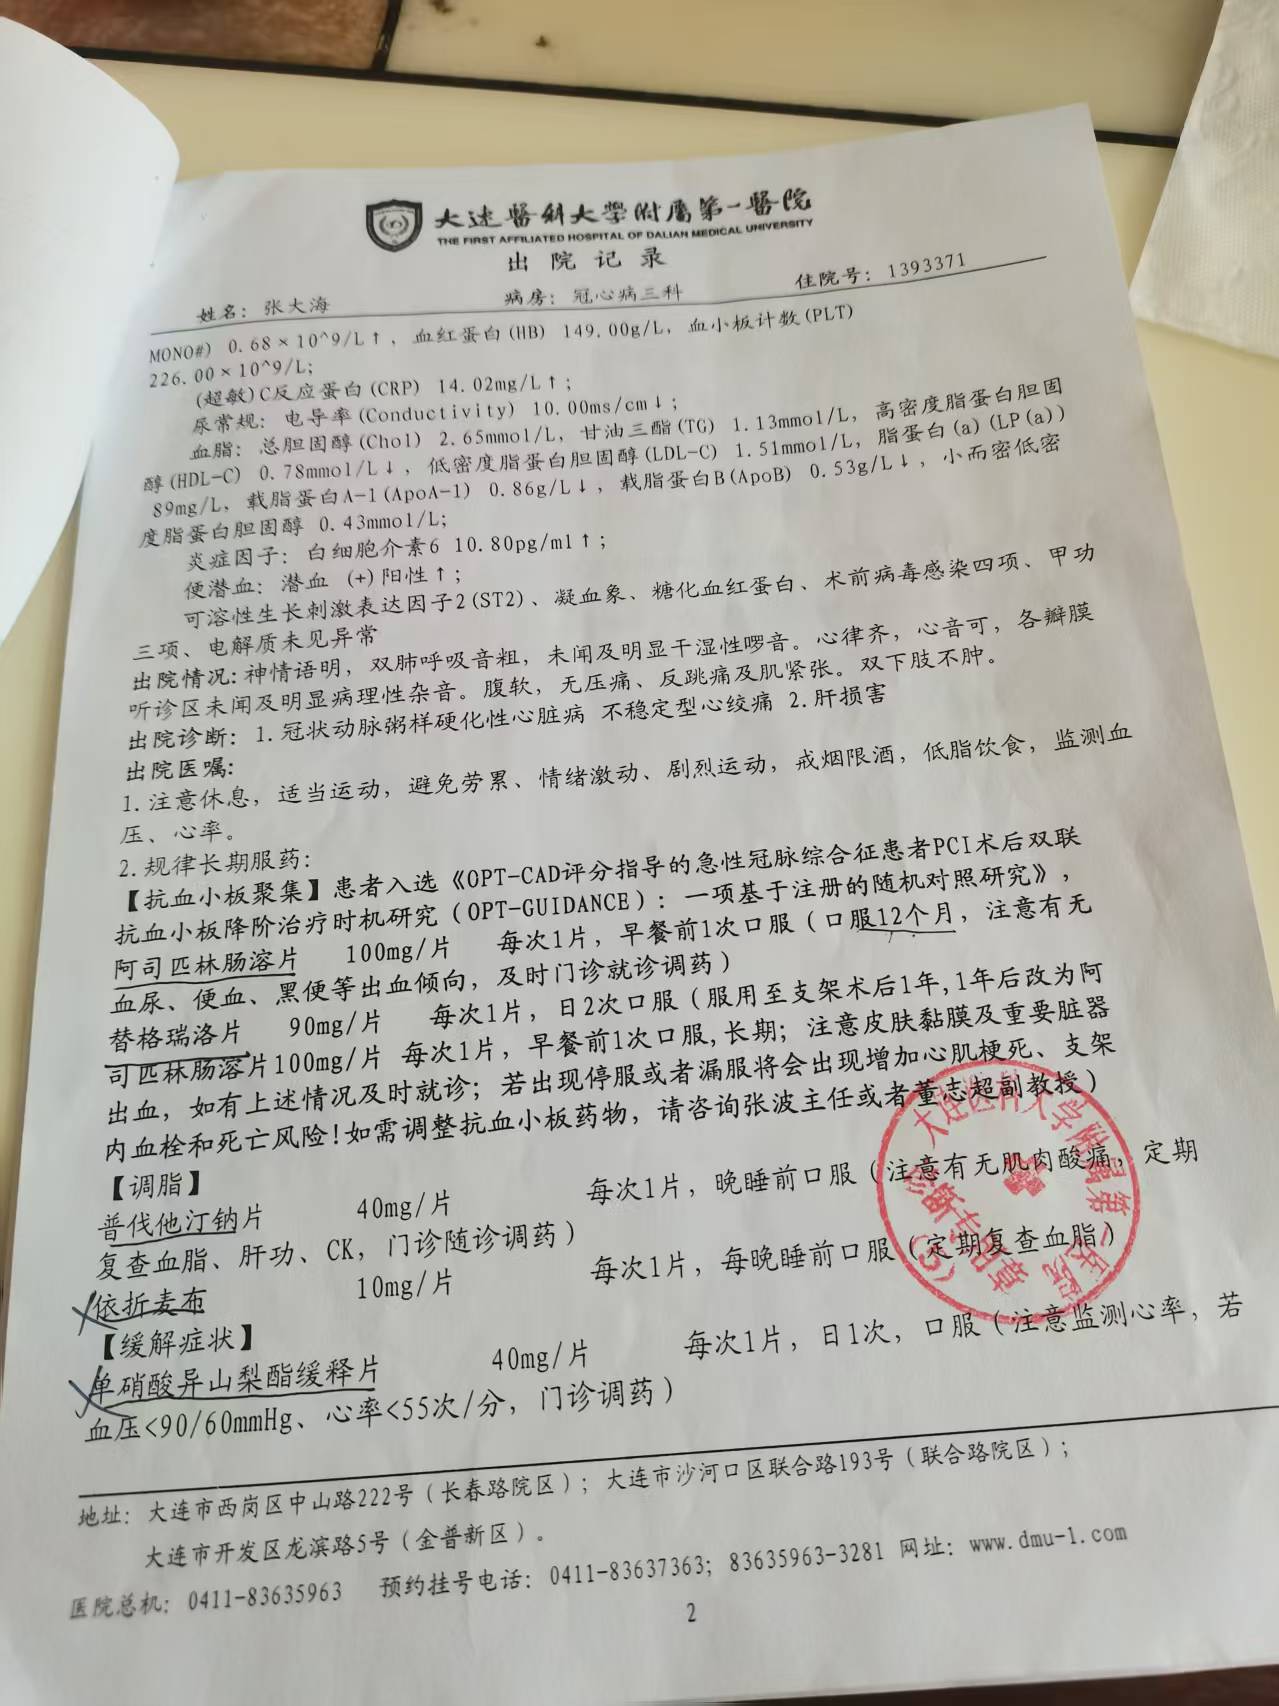 大连医科大学附属第一医院
THE FIRST AFFILIATED HOSPITAL OF DALIAN MEDICAL UNIVERSITY
出 院 记 录
姓名：张大海 病房：冠心病三科 住院号：1393371
MONO#) 0.68×10^9/L↑, 血红蛋白(HB) 149.00g/L, 血小板计数(PLT)
226.00×10^9/L;
(超敏)C反应蛋白(CRP) 14.02mg/L↑;
尿常规：电导率(Conductivity) 10.00ms/cm↓;
血脂：总胆固醇(Chol) 2.65mmol/L, 甘油三酯(TG) 1.13mmol/L, 高密度脂蛋白胆固
醇(HDL-C) 0.78mmol/L↓, 低密度脂蛋白胆固醇(LDL-C) 1.51mmol/L, 脂蛋白(a)(LP(a))
89mg/L, 载脂蛋白A-1(ApoA-1) 0.86g/L↓, 载脂蛋白B(ApoB) 0.53g/L↓, 小而密低密
度脂蛋白胆固醇 0.43mmol/L;
炎症因子：白细胞介素6 10.80pg/ml↑;
便潜血：潜血 (+)阳性↑;
可溶性生长刺激表达因子2(ST2)、凝血象、糖化血红蛋白、术前病毒感染四项、甲功
三项、电解质未见异常
出院情况：神情语明，双肺呼吸音粗，未闻及明显干湿性啰音。心律齐，心音可，各瓣膜
听诊区未闻及明显病理性杂音。腹软，无压痛、反跳痛及肌紧张。双下肢不肿。
出院诊断：1.冠状动脉粥样硬化性心脏病 不稳定型心绞痛 2.肝损害
出院医嘱：
1.注意休息，适当运动，避免劳累、情绪激动、剧烈运动，戒烟限酒，低脂饮食，监测血
压、心率。
2.规律长期服药：
【抗血小板聚集】患者入选《OPT-CAD评分指导的急性冠脉综合征患者PCI术后双联
抗血小板降阶治疗时机研究（OPT-GUIDANCE）：一项基于注册的随机对照研究》，
阿司匹林肠溶片 100mg/片 每次1片，早餐前1次口服（口服12个月，注意有无
血尿、便血、黑便等出血倾向，及时门诊就诊调药）
替格瑞洛片 90mg/片 每次1片，日2次口服（服用至支架术后1年,1年后改为阿
司匹林肠溶片100mg/片 每次1片，早餐前1次口服,长期；注意皮肤黏膜及重要脏器
出血，如有上述情况及时就诊；若出现停服或者漏服将会出现增加心肌梗死、支架
内血栓和死亡风险!如需调整抗血小板药物，请咨询张波主任或者董志超副教授）
【调脂】
普伐他汀钠片 40mg/片 每次1片，晚睡前口服（注意有无肌肉酸痛，定期
复查血脂、肝功、CK，门诊随诊调药）
依折麦布 10mg/片 每次1片，每晚睡前口服（定期复查血脂）
【缓解症状】
单硝酸异山梨酯缓释片 40mg/片 每次1片，日1次，口服（注意监测心率，若
血压<90/60mmHg、心率<55次/分，门诊调药）
大连医科大学附属第一医院
诊断书专用章
(3)
地址：大连市西岗区中山路222号（长春路院区）；大连市沙河口区联合路193号（联合路院区）；
大连市开发区龙滨路5号（金普新区）。
医院总机：0411-83635963 预约挂号电话：0411-83637363; 83635963-3281 网址：www.dmu-1.com
2